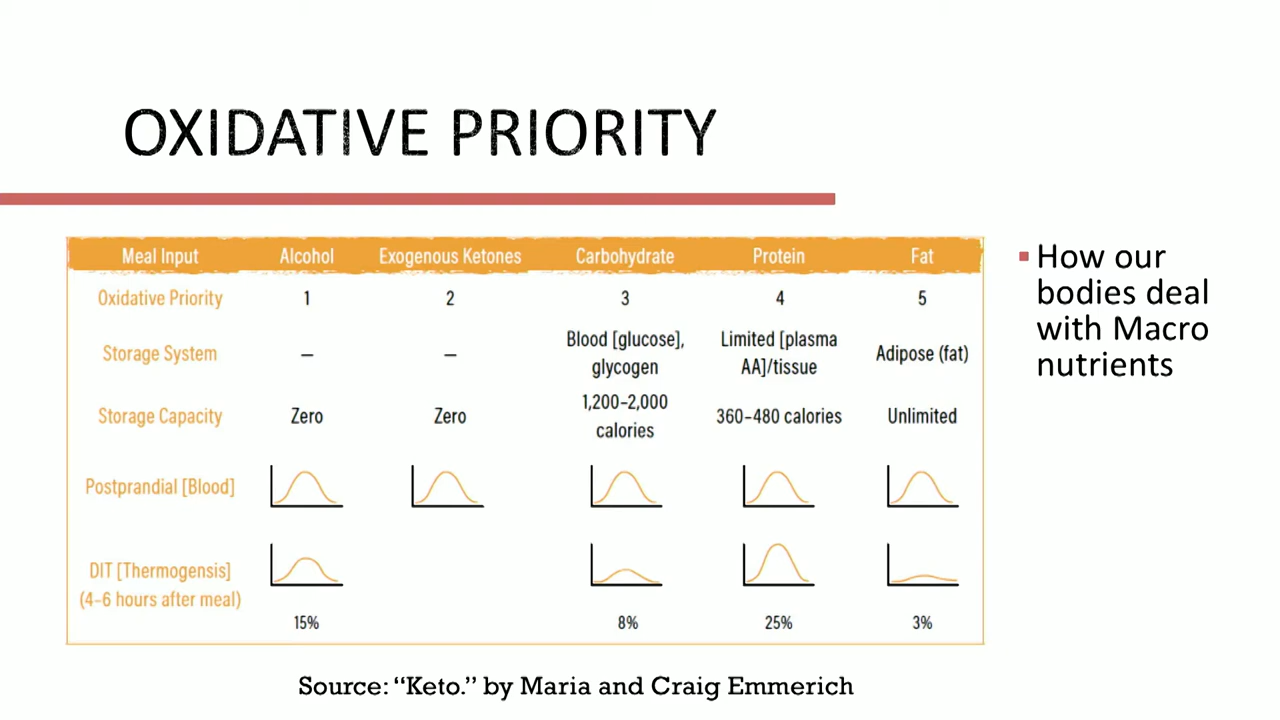 OXIDATIVE PRIORITY
Meal Input Alcohol Exogenous Ketones Carbohydrate Protein Fat
Oxidative Priority 1 2 3 4 5
Storage System – – Blood [glucose], glycogen Limited [plasma AA]/tissue Adipose (fat)
Storage Capacity Zero Zero 1,200–2,000 calories 360–480 calories Unlimited
Postprandial [Blood]
DIT [Thermogensis]
(4–6 hours after meal)
15% 8% 25% 3%
How our
bodies deal
with Macro
nutrients
Source: “Keto.” by Maria and Craig Emmerich